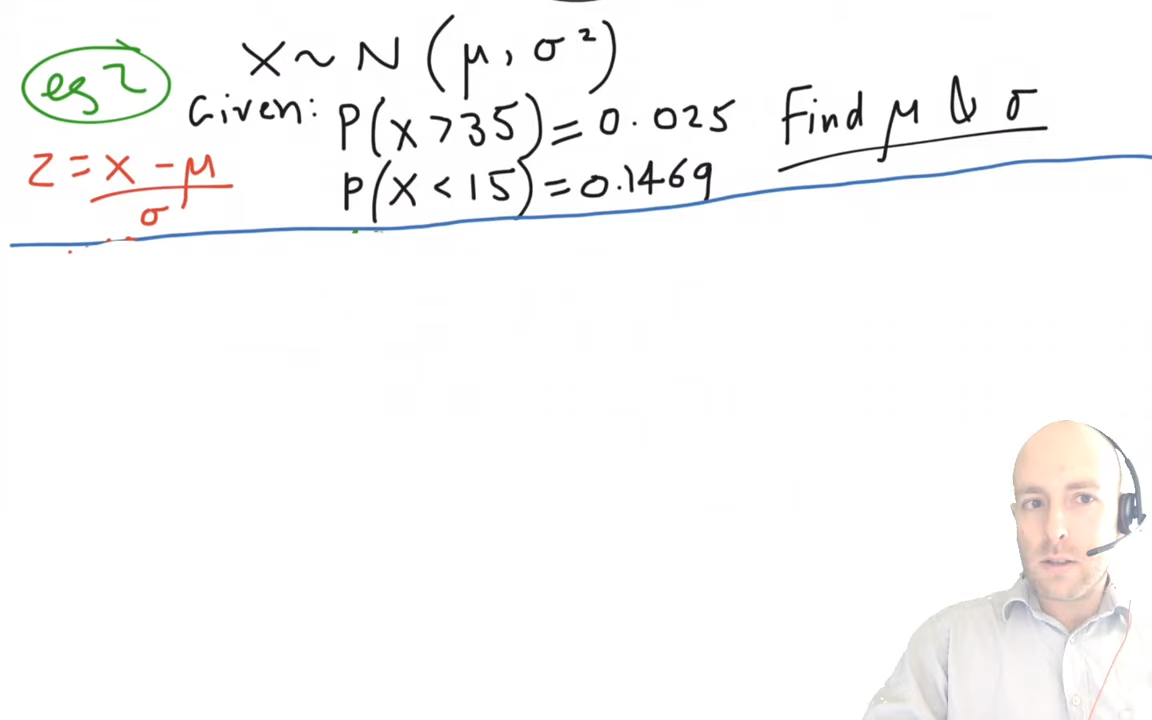 eg 2
X ~ N (μ, σ²)
Given: P(X > 35) = 0.025
Find μ & σ
Z = X - μ / σ
P(X < 15) = 0.1469